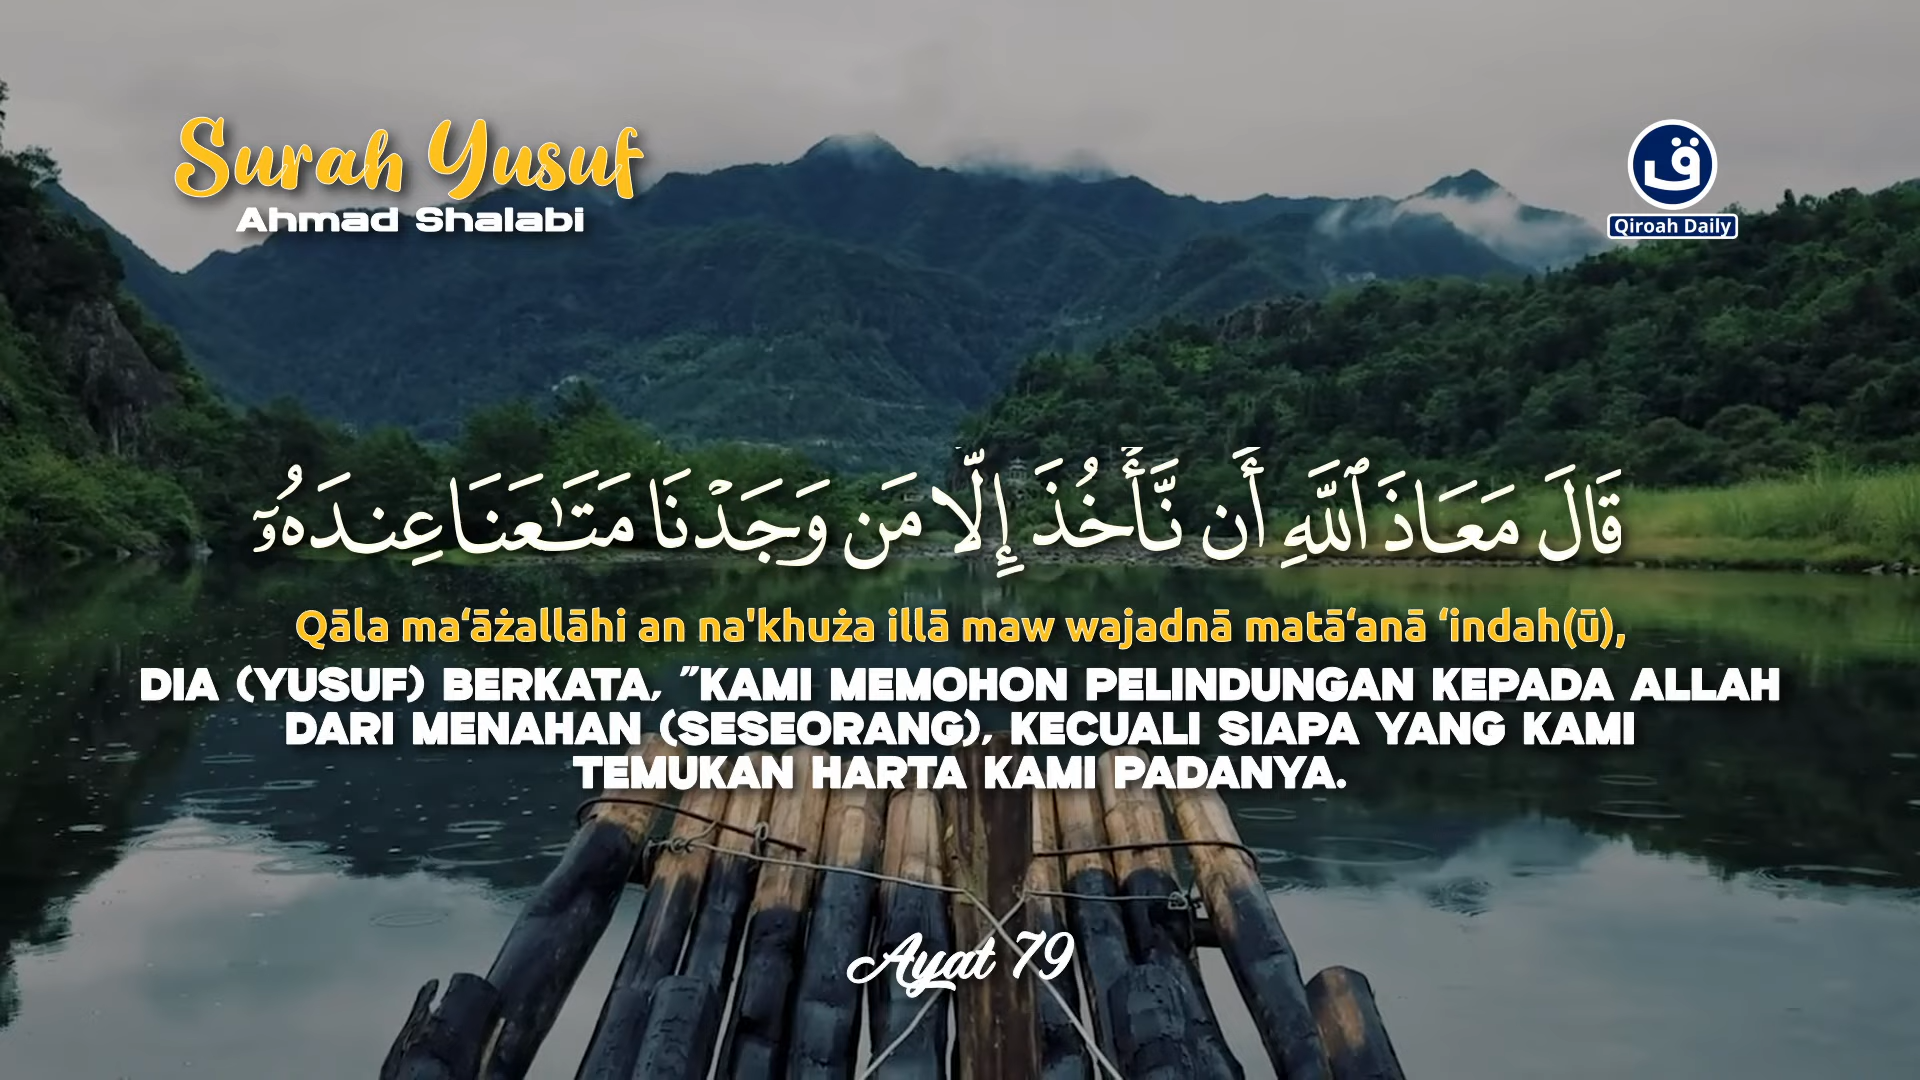 Surah Yusuf
Ahmad Shalabi
ق
Qiroah Daily
قَالَ مَعَاذَ ٱللَّهِ أَن نَّأْخُذَ إِلَّا مَن وَجَدْنَا مَتَـٰعَنَا عِندَهُۥٓ
Qāla ma‘āżallāhi an na'khuża illā maw wajadnā matā‘anā ‘indah(ū),
DIA (YUSUF) BERKATA, "KAMI MEMOHON PELINDUNGAN KEPADA ALLAH
DARI MENAHAN (SESEORANG), KECUALI SIAPA YANG KAMI
TEMUKAN HARTA KAMI PADANYA.
Ayat 79